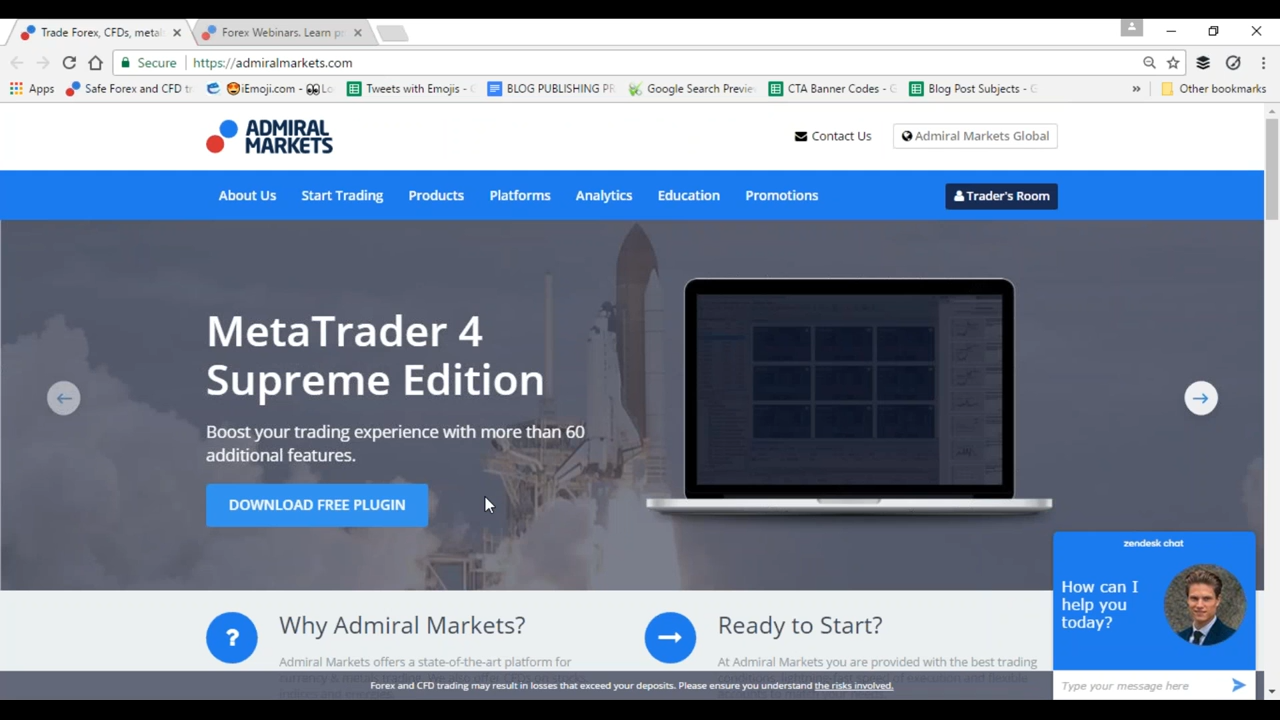 Trade Forex, CFDs, metal
Forex Webinars. Learn p
Secure
https://admiralmarkets.com
Apps
Safe Forex and CFD t
iEmoji.com -
Tweets with Emojis -
BLOG PUBLISHING PR
Google Search Previe
CTA Banner Codes - G
Blog Post Subjects - G
Other bookmarks
ADMIRAL
MARKETS
Contact Us
Admiral Markets Global
About Us
Start Trading
Products
Platforms
Analytics
Education
Promotions
Trader's Room
MetaTrader 4
Supreme Edition
Boost your trading experience with more than 60
additional features.
DOWNLOAD FREE PLUGIN
zendesk chat
How can I
help you
today?
Why Admiral Markets?
Ready to Start?
Admiral Markets offers a state-of-the-art platform for
At Admiral Markets you are provided with the best trading
Forex and CFD trading may result in losses that exceed your deposits. Please ensure you understand the risks involved.
Type your message here